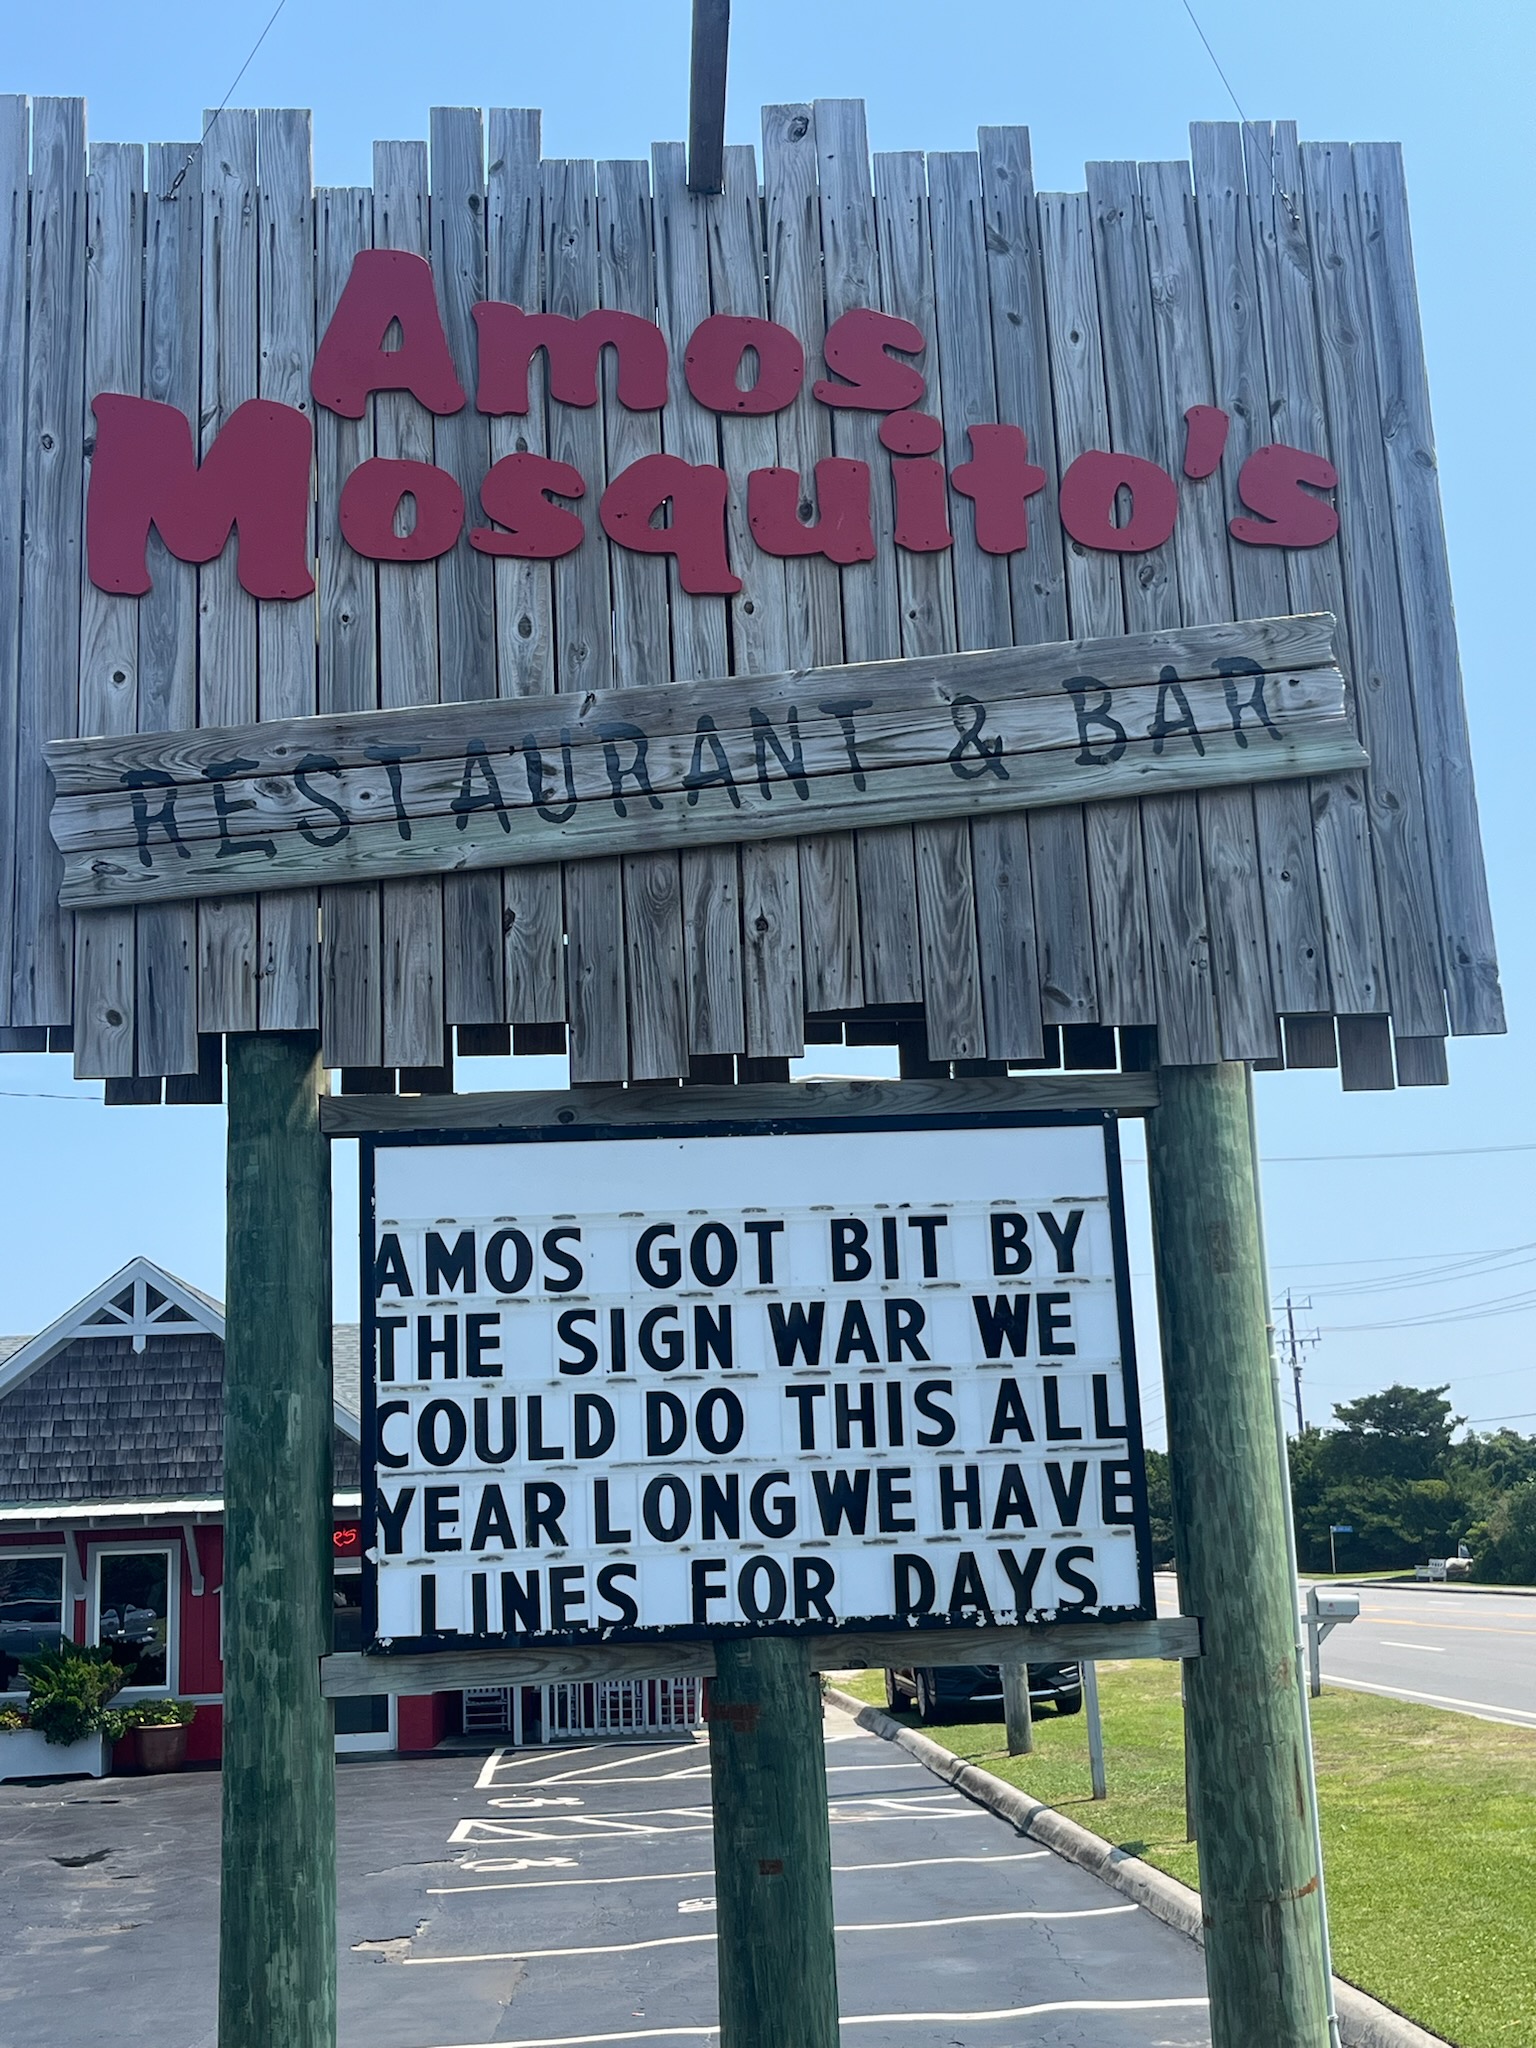 Amos
Mosquito's
RESTAURANT & BAR
AMOS GOT BIT BY
THE SIGN WAR WE
COULD DO THIS ALL
YEAR LONG WE HAVE
LINES FOR DAYS